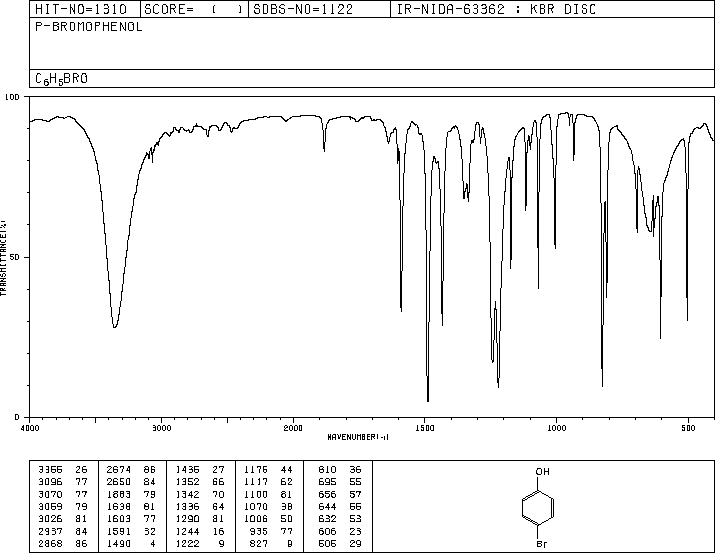 HIT-NO=1310 SCORE= ( ) SDBS-NO=1122 IR-NIDA-63362 : KBR DISC
P-BROMOPHENOL
C6H5BRO
100
TRANSMITTANCE(%)
50
0
4000 3000 2000 1500 1000 500
WAVENUMBER(-1)
3355 26 2674 86 1436 27 1175 44 810 36
3096 77 2650 84 1352 66 1117 62 695 55
3070 77 1883 79 1342 70 1100 81 656 57
3059 79 1638 81 1336 64 1070 38 644 55
3026 81 1603 77 1290 81 1006 50 632 53
2937 84 1591 32 1244 16 935 77 606 23
2868 86 1490 4 1222 9 827 9 505 29
OH
Br